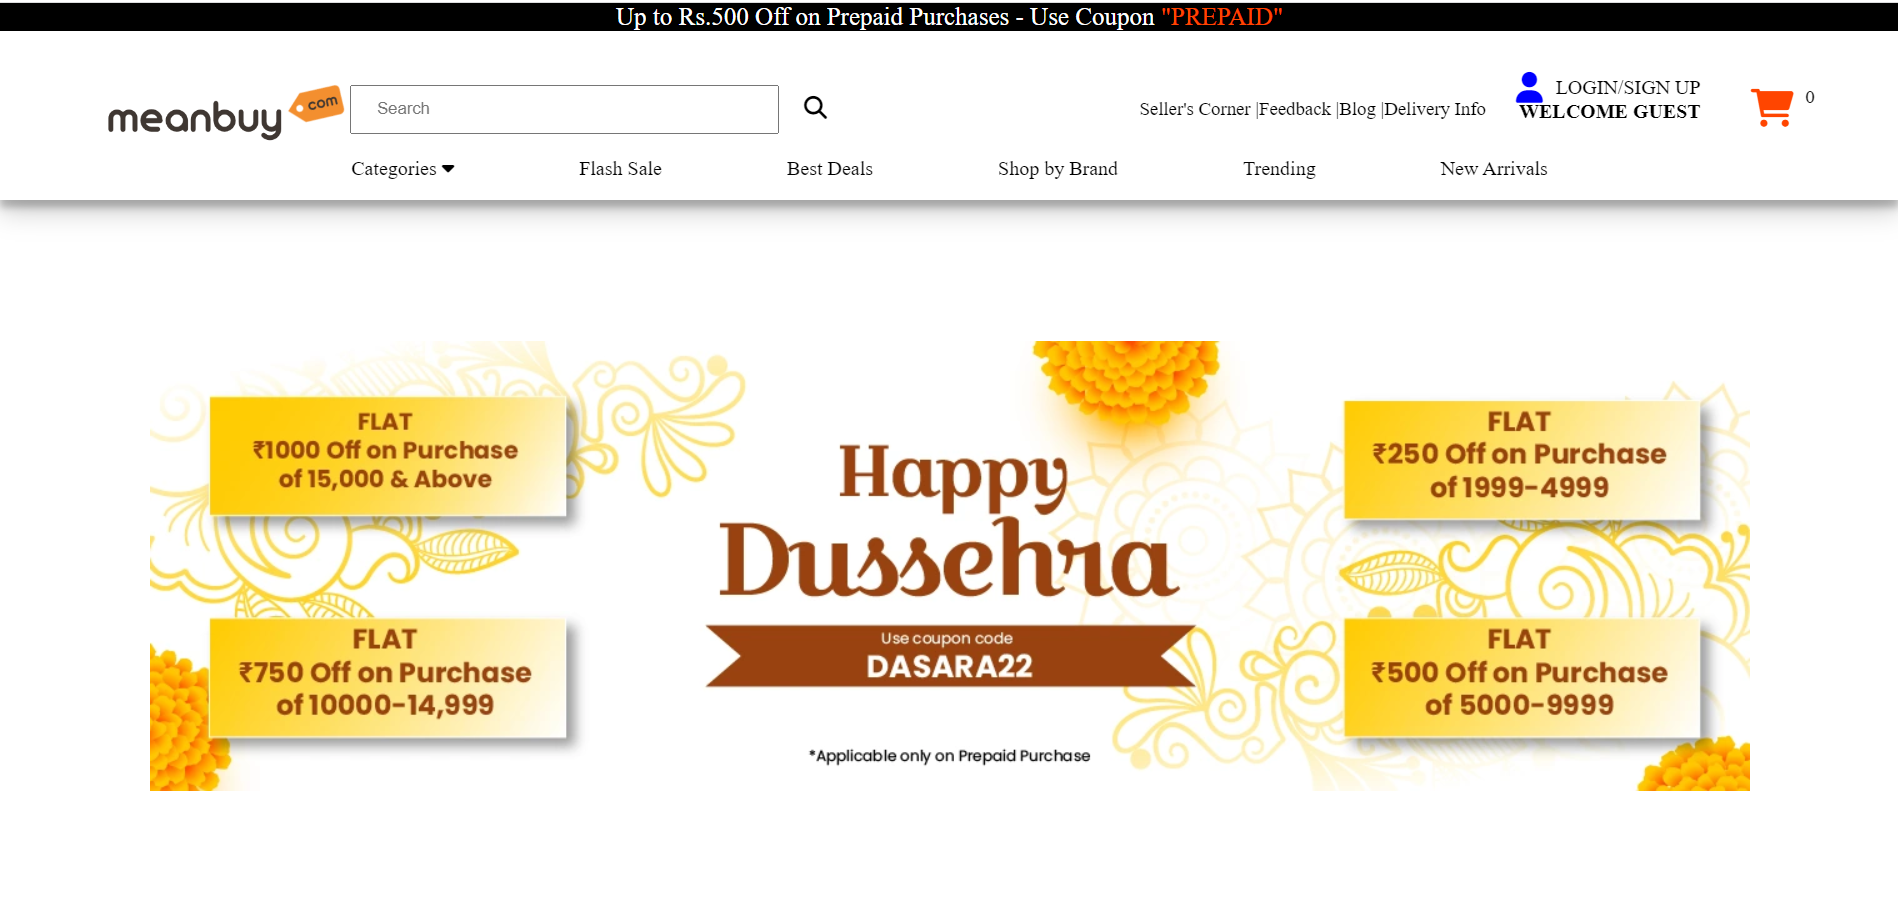 Up to Rs.500 Off on Prepaid Purchases - Use Coupon "PREPAID"
meanbuy com
Search
Seller's Corner |Feedback |Blog |Delivery Info
LOGIN/SIGN UP
WELCOME GUEST
0
Categories
Flash Sale
Best Deals
Shop by Brand
Trending
New Arrivals
FLAT
₹1000 Off on Purchase
of 15,000 & Above
FLAT
₹750 Off on Purchase
of 10000-14,999
Happy
Dussehra
Use coupon code
DASARA22
*Applicable only on Prepaid Purchase
FLAT
₹250 Off on Purchase
of 1999-4999
FLAT
₹500 Off on Purchase
of 5000-9999